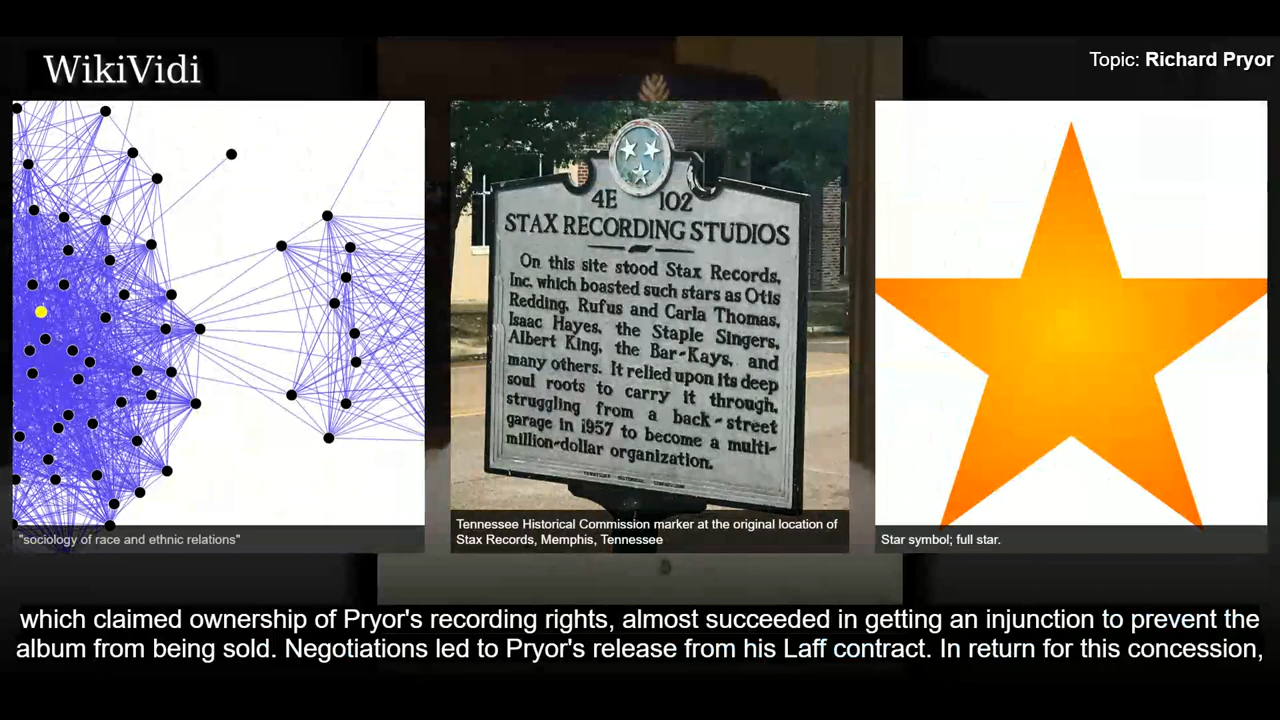 WikiVidi
Topic: Richard Pryor
4E 102
STAX RECORDING STUDIOS
On this site stood Stax Records,
Inc. which boasted such stars as Otis
Redding, Rufus and Carla Thomas,
Isaac Hayes, the Staple Singers,
Albert King, the Bar-Kays, and
many others. It relied upon its deep
soul roots to carry it through,
struggling from a back-street
garage in 1957 to become a multi-
million-dollar organization.
TENNESSEE HISTORICAL COMMISSION
"sociology of race and ethnic relations"
Tennessee Historical Commission marker at the original location of
Stax Records, Memphis, Tennessee
Star symbol; full star.
which claimed ownership of Pryor's recording rights, almost succeeded in getting an injunction to prevent the
album from being sold. Negotiations led to Pryor's release from his Laff contract. In return for this concession,